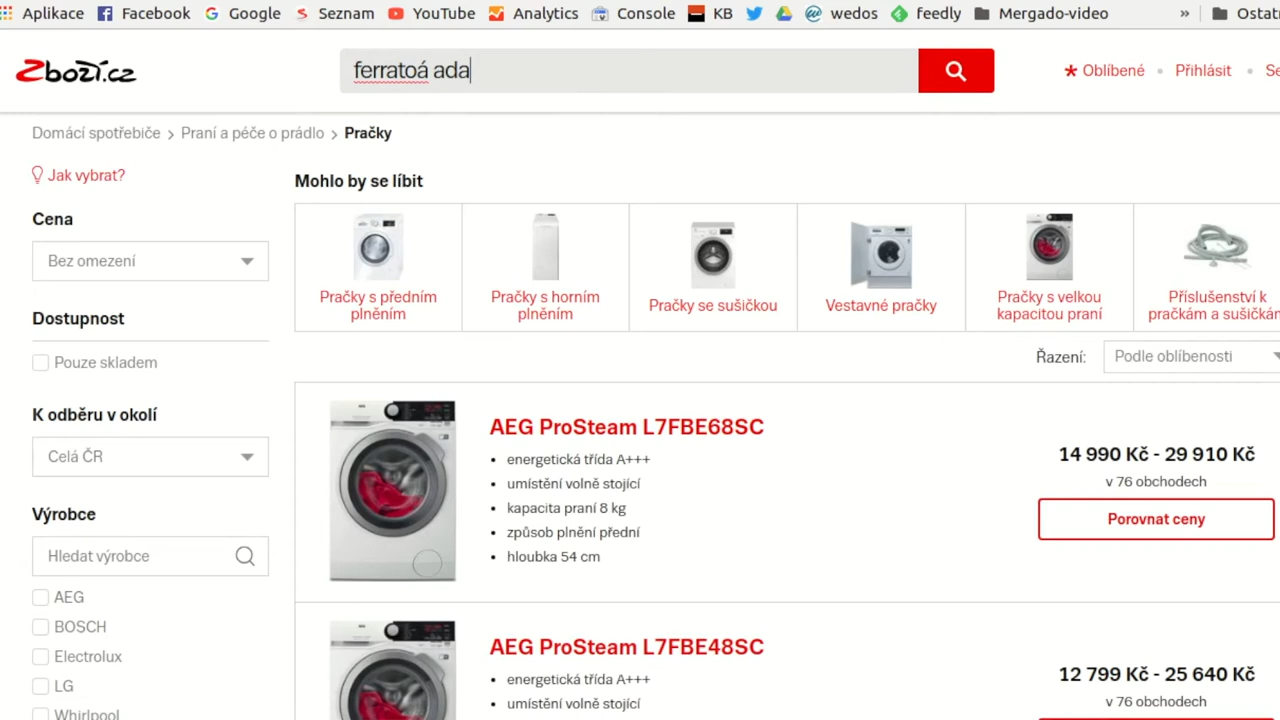 Aplikace Facebook Google Seznam YouTube Analytics Console KB wedos feedly Mergado-video » Ostatn
Zboží.cz
ferratoá ada
Oblíbené • Přihlásit • Se
Domácí spotřebiče > Praní a péče o prádlo > Pračky
Jak vybrat?
Cena
Bez omezení
Dostupnost
Pouze skladem
K odběru v okolí
Celá ČR
Výrobce
Hledat výrobce
AEG
BOSCH
Electrolux
LG
Whirlpool
Mohlo by se líbit
Pračky s předním
plněním
Pračky s horním
plněním
Pračky se sušičkou
Vestavné pračky
Pračky s velkou
kapacitou praní
Příslušenství k
pračkám a sušičkám
Řazení:
Podle oblíbenosti
AEG ProSteam L7FBE68SC
• energetická třída A+++
• umístění volně stojící
• kapacita praní 8 kg
• způsob plnění přední
• hloubka 54 cm
14 990 Kč - 29 910 Kč
v 76 obchodech
Porovnat ceny
AEG ProSteam L7FBE48SC
• energetická třída A+++
• umístění volně stojící
12 799 Kč - 25 640 Kč
v 76 obchodech